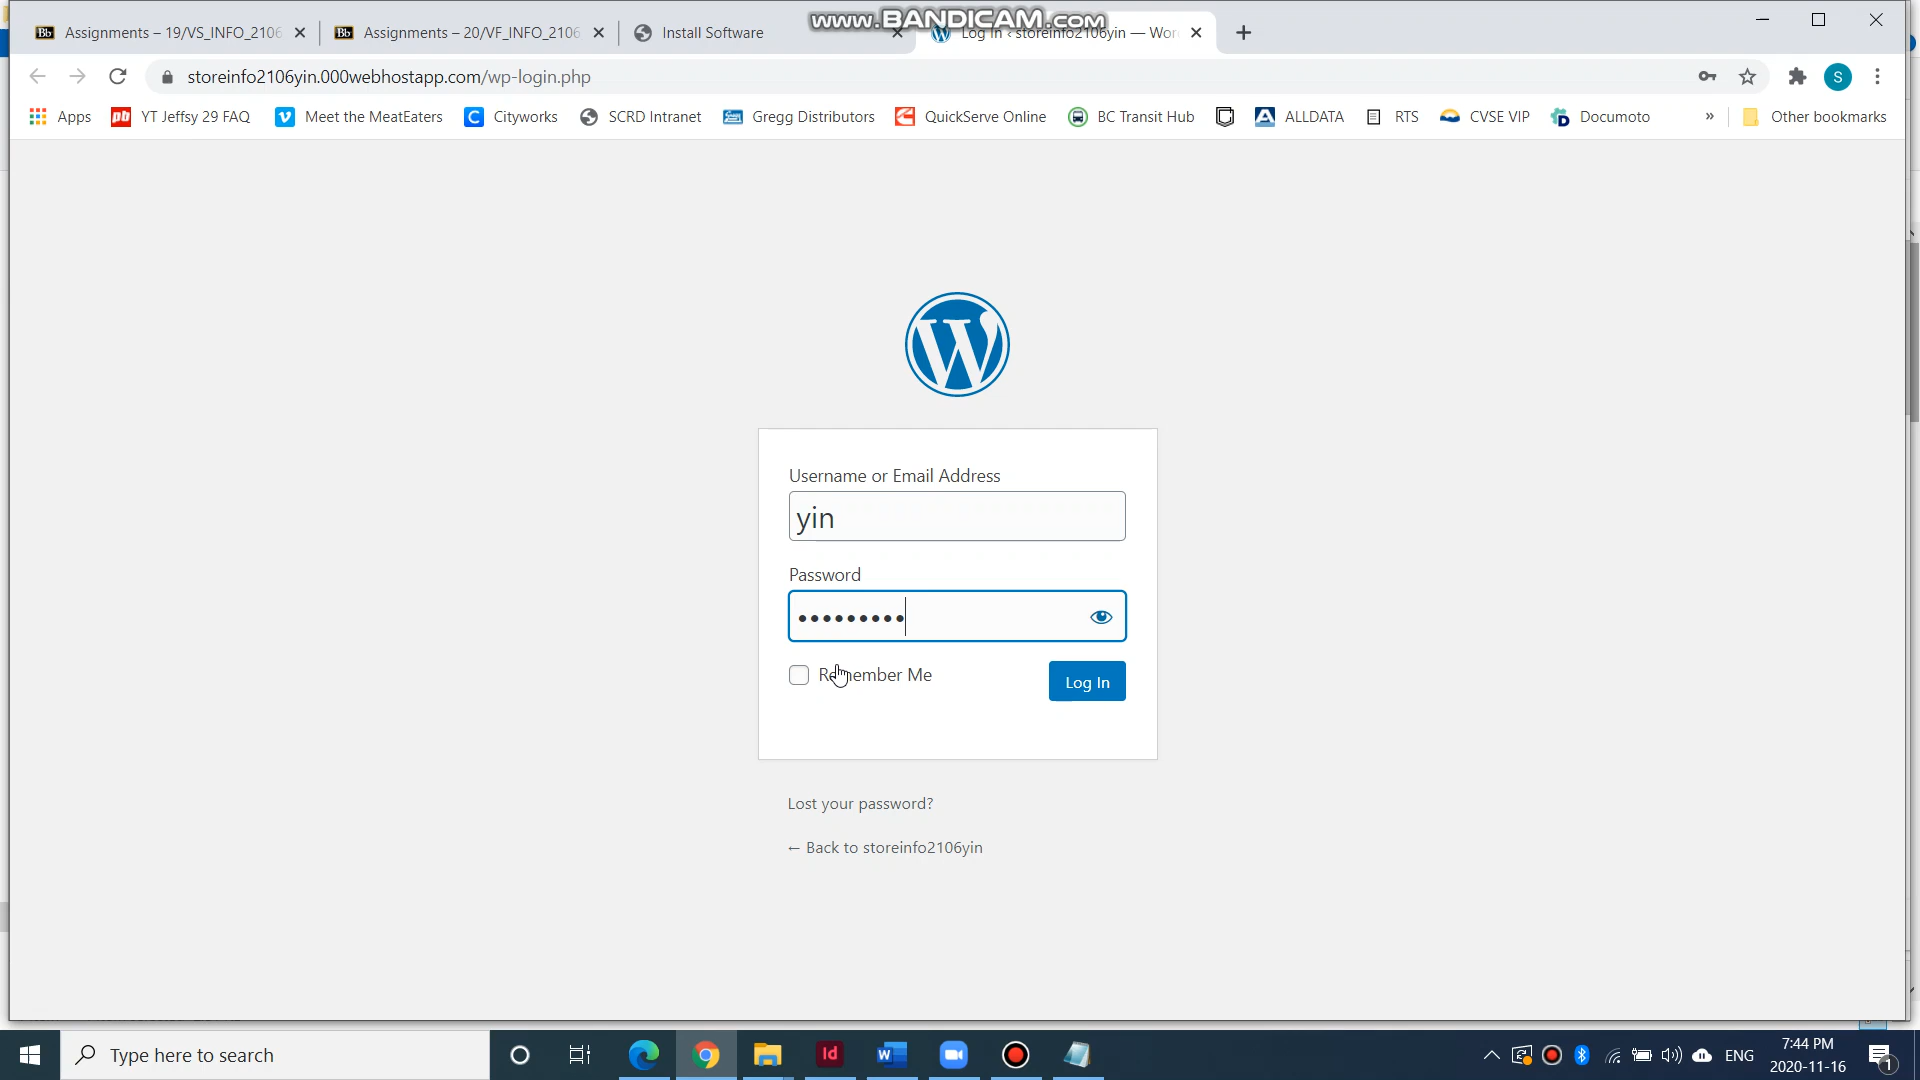 www.BANDICAM.com
Assignments – 19/VS_INFO_2106
Assignments – 20/VF_INFO_2106
Install Software
Log In ‹ storeinfo2106yin — Wor
storeinfo2106yin.000webhostapp.com/wp-login.php
S
Apps
YT Jeffsy 29 FAQ
Meet the MeatEaters
Cityworks
SCRD Intranet
Gregg Distributors
QuickServe Online
BC Transit Hub
ALLDATA
RTS
CVSE VIP
Documoto
»
Other bookmarks
Username or Email Address
yin
Password
•••••••••
Remember Me
Log In
Lost your password?
← Back to storeinfo2106yin
Type here to search
ENG
7:44 PM
2020-11-16
1